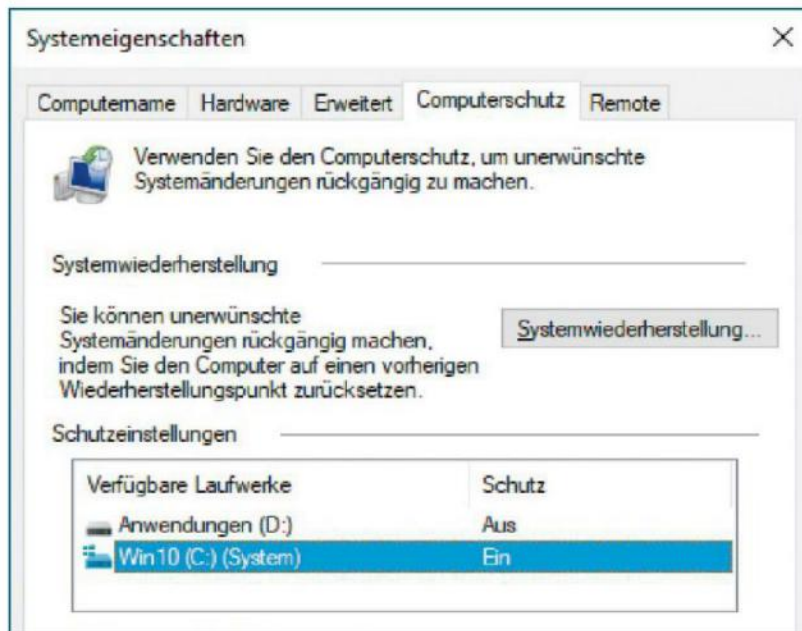 Systemeigenschaften
Computername Hardware Erweitert Computerschutz Remote
Verwenden Sie den Computerschutz, um unerwünschte
Systemänderungen rückgängig zu machen.
Systemwiederherstellung
Sie können unerwünschte
Systemänderungen rückgängig machen,
indem Sie den Computer auf einen vorherigen
Wiederherstellungspunkt zurücksetzen.
Systemwiederherstellung...
Schutzeinstellungen
Verfügbare Laufwerke Schutz
Anwendungen (D:) Aus
Win10 (C:) (System) Ein